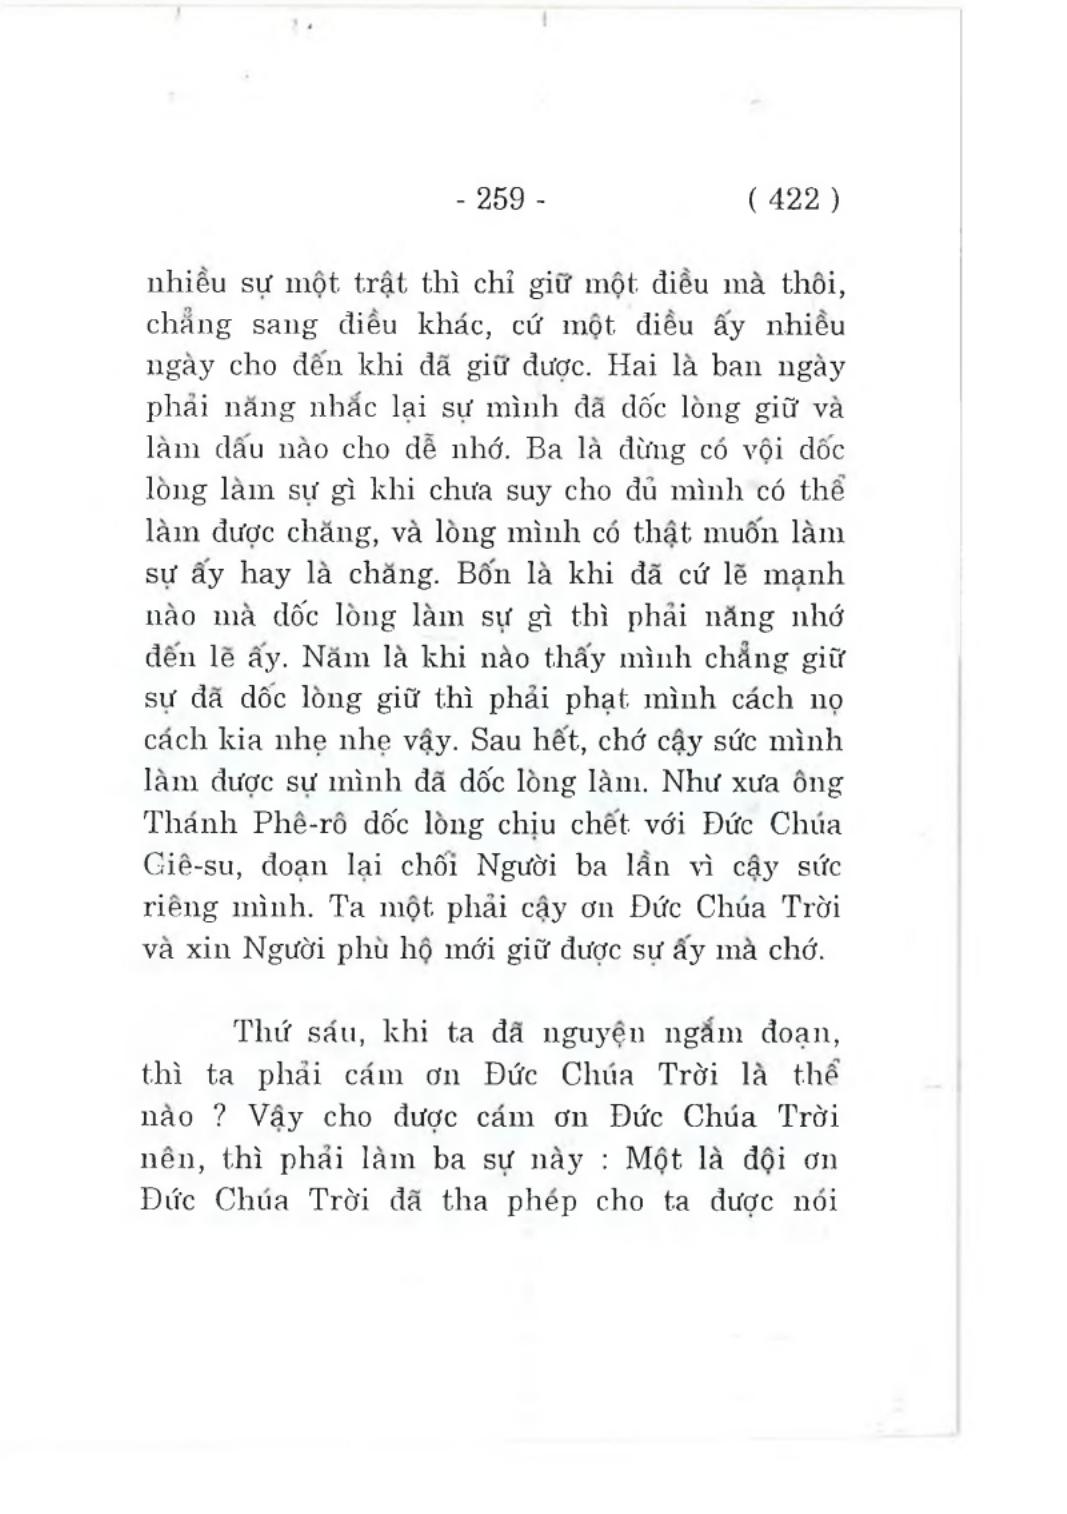 - 259 - ( 422 )
nhiều sự một trật thì chỉ giữ một điều mà thôi,
chẳng sang điều khác, cứ một điều ấy nhiều
ngày cho đến khi đã giữ được. Hai là ban ngày
phải năng nhắc lại sự mình đã dốc lòng giữ và
làm dấu nào cho dễ nhớ. Ba là đừng có vội dốc
lòng làm sự gì khi chưa suy cho đủ mình có thể
làm được chăng, và lòng mình có thật muốn làm
sự ấy hay là chăng. Bốn là khi đã cứ lẽ mạnh
nào mà dốc lòng làm sự gì thì phải năng nhớ
đến lẽ ấy. Năm là khi nào thấy mình chẳng giữ
sự đã dốc lòng giữ thì phải phạt mình cách nọ
cách kia nhẹ nhẹ vậy. Sau hết, chớ cậy sức mình
làm được sự mình đã dốc lòng làm. Như xưa ông
Thánh Phê-rô dốc lòng chịu chết với Đức Chúa
Giê-su, đoạn lại chối Người ba lần vì cậy sức
riêng mình. Ta một phải cậy ơn Đức Chúa Trời
và xin Người phù hộ mới giữ được sự ấy mà chớ.
Thứ sáu, khi ta đã nguyện ngắm đoạn,
thì ta phải cám ơn Đức Chúa Trời là thể
nào ? Vậy cho được cám ơn Đức Chúa Trời
nên, thì phải làm ba sự này : Một là đội ơn
Đức Chúa Trời đã tha phép cho ta được nói